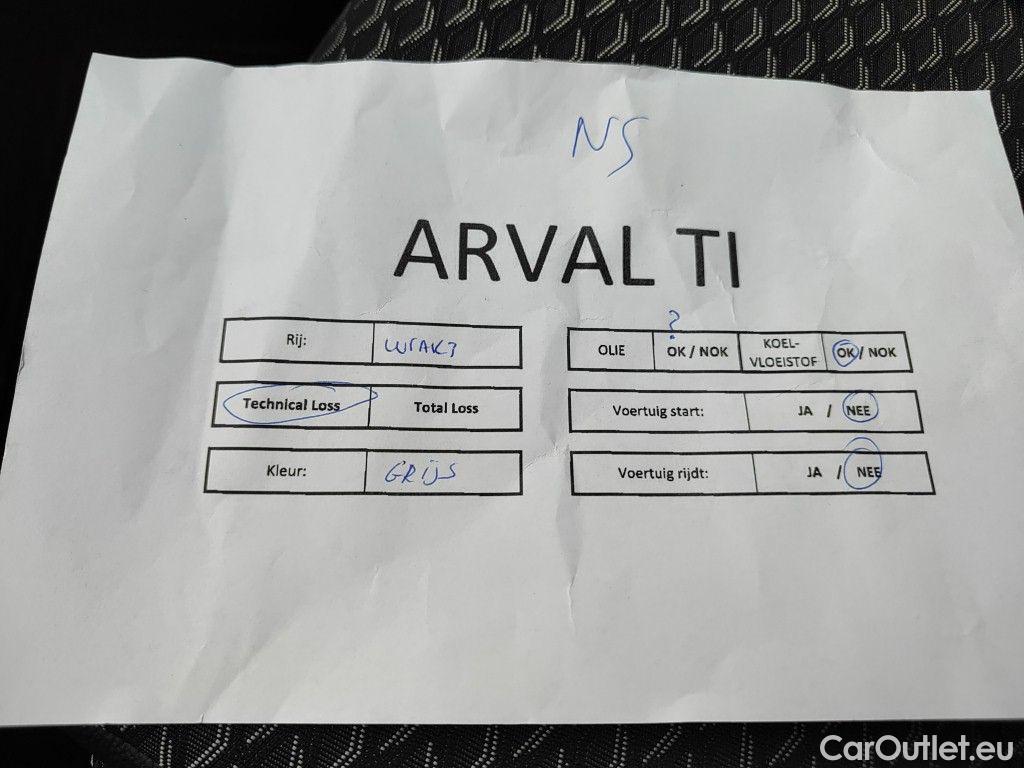 NS
ARVAL TI
Rij: WRAK3
Technical Loss Total Loss
Kleur: GRIJS
?
OLIE OK / NOK KOEL-VLOEISTOF OK / NOK
Voertuig start: JA / NEE
Voertuig rijdt: JA / NEE
CarOutlet.eu